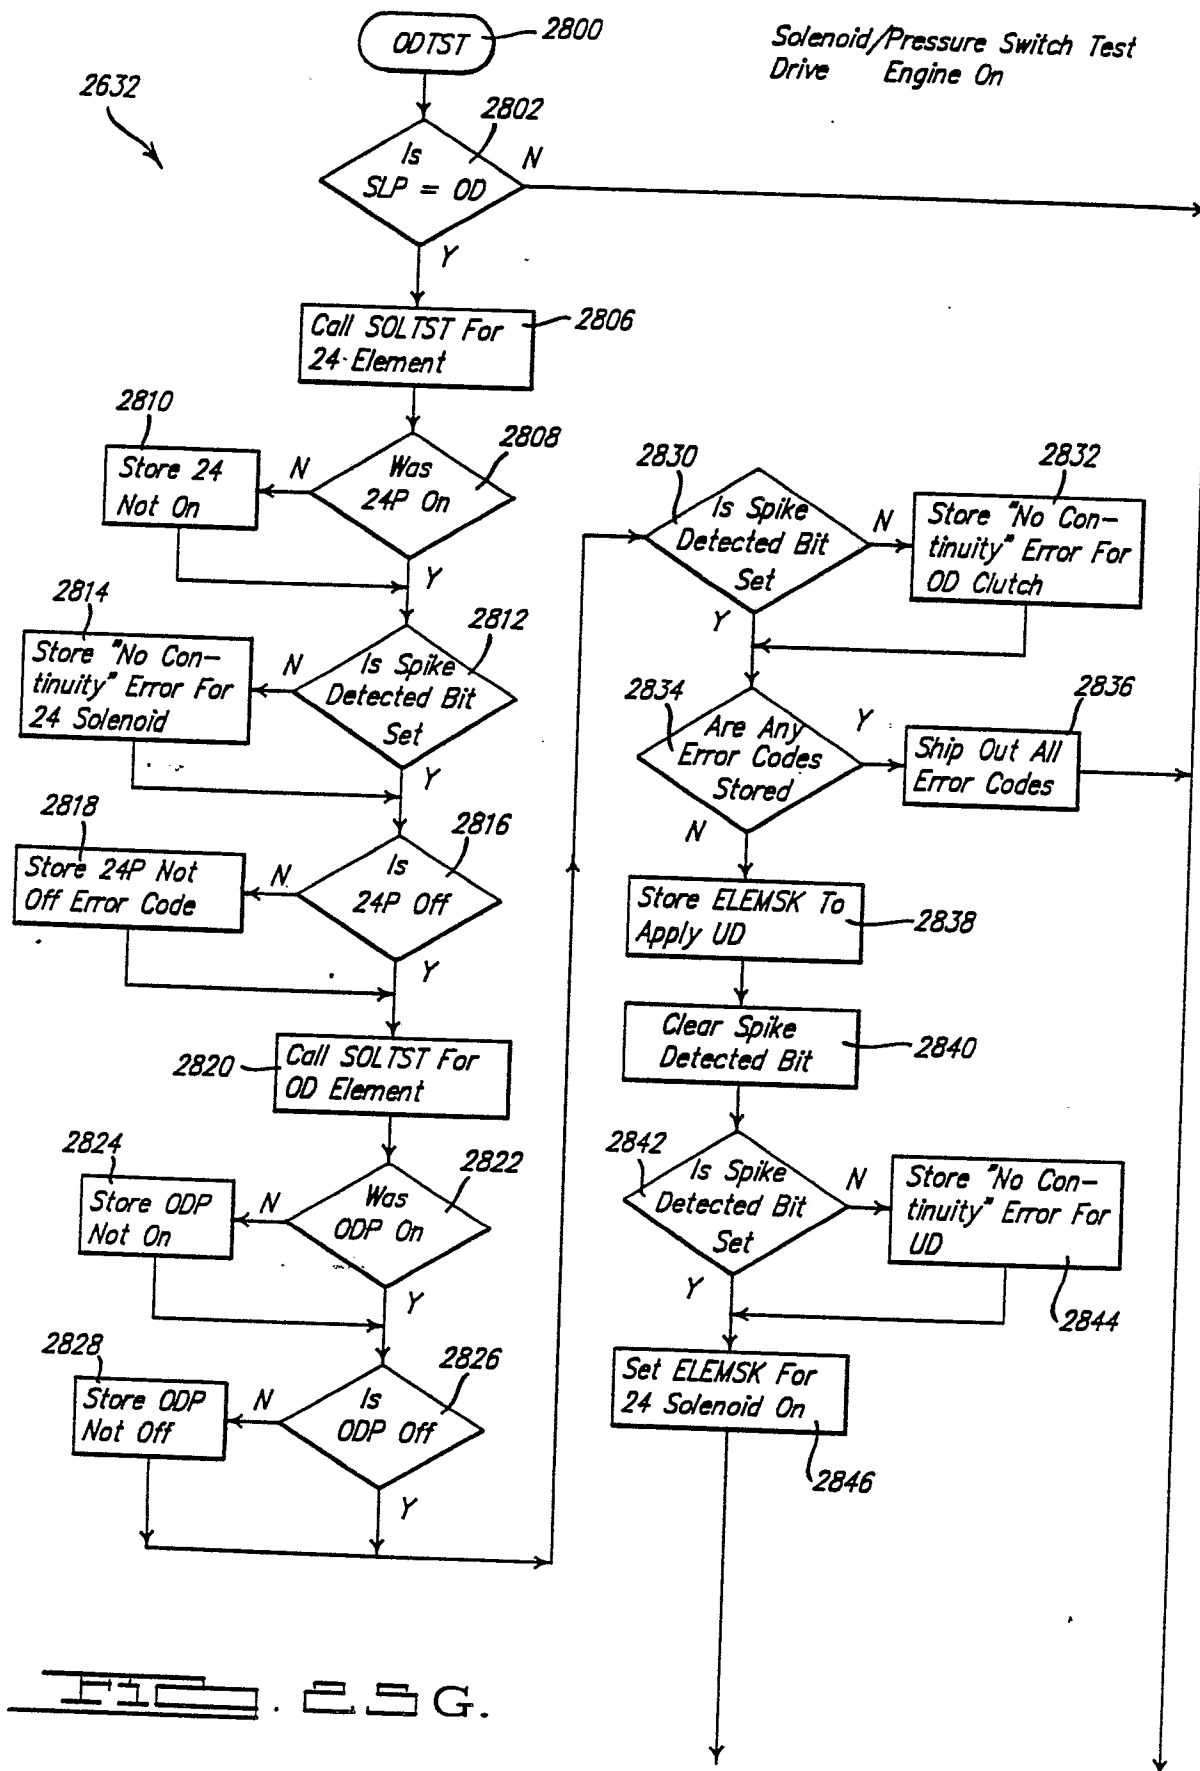 ODTST
2800
Solenoid/Pressure Switch Test
Drive Engine On
2632
2802
Is
SLP = OD
N
Y
Call SOLTST For
24 Element
2806
2810
Store 24
Not On
N
Was
24P On
2808
Y
2814
Store "No Con-
tinuity" Error For
24 Solenoid
N
Is Spike
Detected Bit
Set
2812
Y
2818
Store 24P Not
Off Error Code
N
Is
24P Off
2816
Y
2820
Call SOLTST For
OD Element
2824
Store ODP
Not On
N
Was
ODP On
2822
Y
2828
Store ODP
Not Off
N
Is
ODP Off
2826
Y
2830
Is Spike
Detected Bit
Set
N
Y
2832
Store "No Con-
tinuity" Error For
OD Clutch
2834
Are Any
Error Codes
Stored
Y
N
2836
Ship Out All
Error Codes
Store ELEMSK To
Apply UD
2838
Clear Spike
Detected Bit
2840
2842
Is Spike
Detected Bit
Set
N
Y
Store "No Con-
tinuity" Error For
UD
2844
Set ELEMSK For
24 Solenoid On
2846
G.